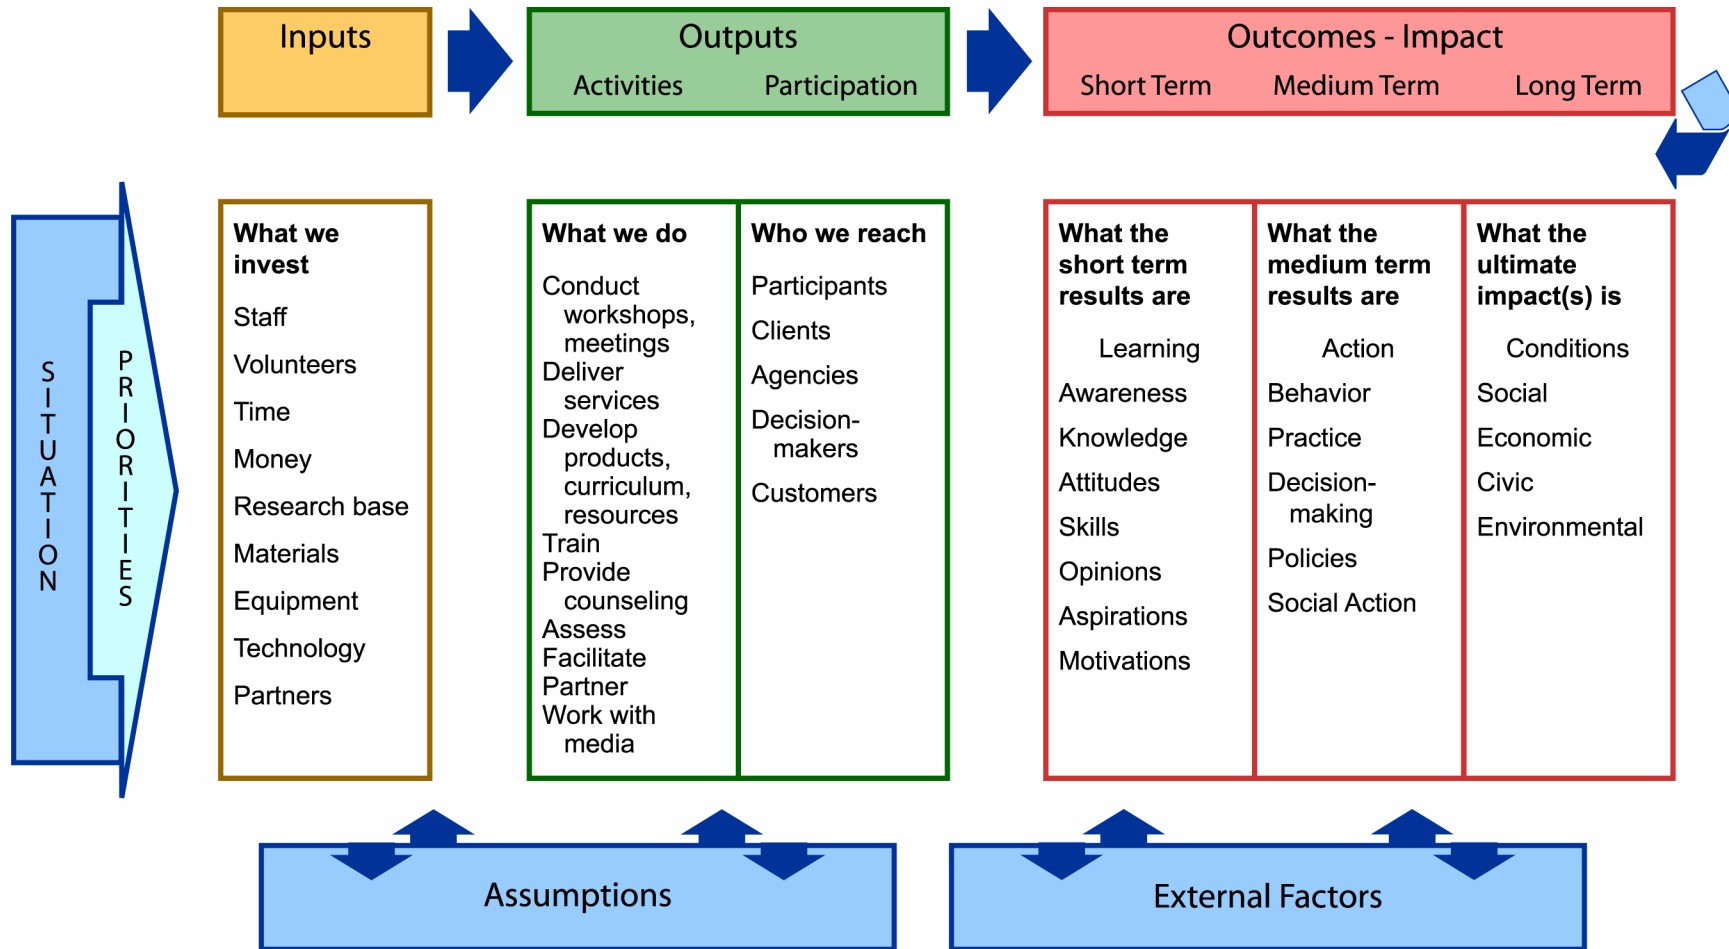 Inputs
Outputs
Activities
Participation
Outcomes - Impact
Short Term
Medium Term
Long Term
SITUATION
PRIORITIES
What we
invest
Staff
Volunteers
Time
Money
Research base
Materials
Equipment
Technology
Partners
What we do
Conduct
workshops,
meetings
Deliver
services
Develop
products,
curriculum,
resources
Train
Provide
counseling
Assess
Facilitate
Partner
Work with
media
Who we reach
Participants
Clients
Agencies
Decision-
makers
Customers
What the
short term
results are
Learning
Awareness
Knowledge
Attitudes
Skills
Opinions
Aspirations
Motivations
What the
medium term
results are
Action
Behavior
Practice
Decision-
making
Policies
Social Action
What the
ultimate
impact(s) is
Conditions
Social
Economic
Civic
Environmental
Assumptions
External Factors